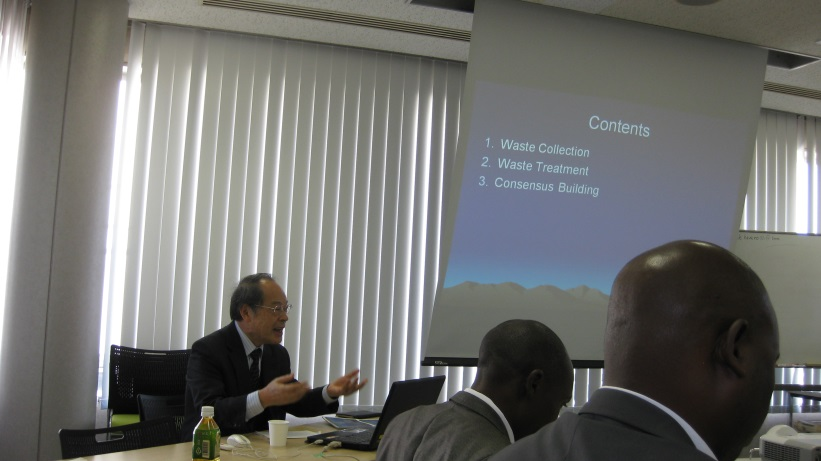 Contents
1. Waste Collection
2. Waste Treatment
3. Consensus Building